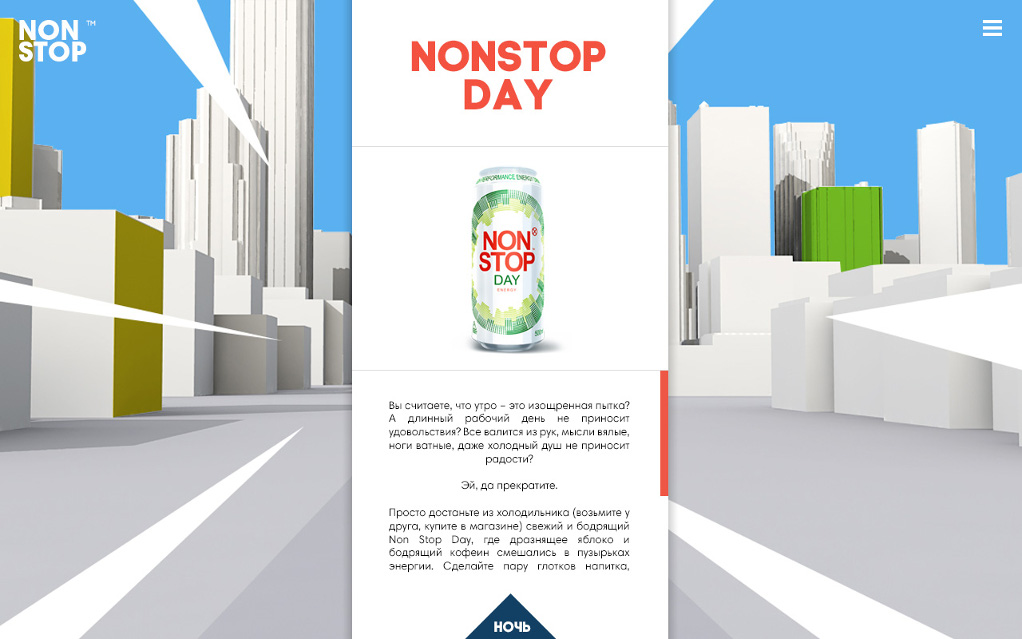 NON ™
STOP
NONSTOP
DAY
NON
STOP
DAY
ENERGY
Вы считаете, что утро – это изощренная пытка?
А длинный рабочий день не приносит
удовольствия? Все валится из рук, мысли вялые,
ноги ватные, даже холодный душ не приносит
радости?
Эй, да прекратите.
Просто достаньте из холодильника (возьмите у
друга, купите в магазине) свежий и бодрящий
Non Stop Day, где дразнящее яблоко и
бодрящий кофеин смешались в пузырьках
энергии. Сделайте пару глотков напитка,
НОЧЬ